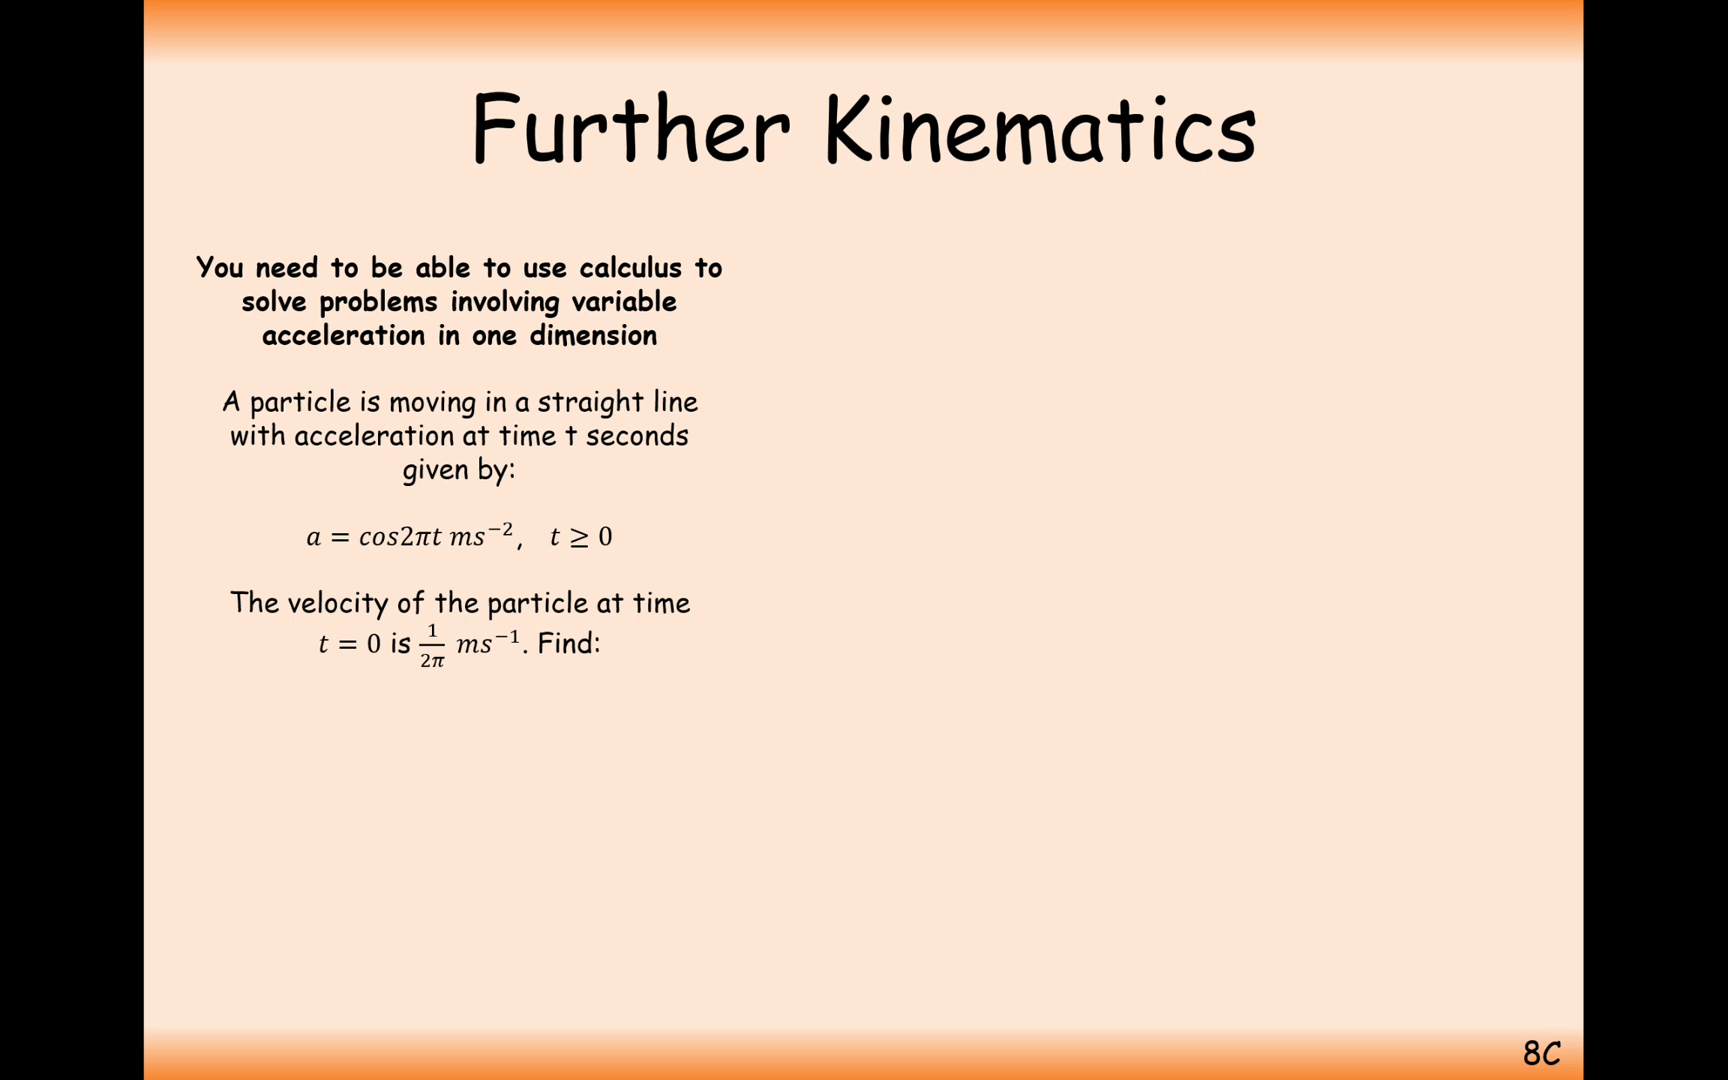 Further Kinematics
You need to be able to use calculus to
solve problems involving variable
acceleration in one dimension
A particle is moving in a straight line
with acceleration at time t seconds
given by:
a = cos2πt ms⁻², t ≥ 0
The velocity of the particle at time
t = 0 is 1/2π ms⁻¹. Find:
8C